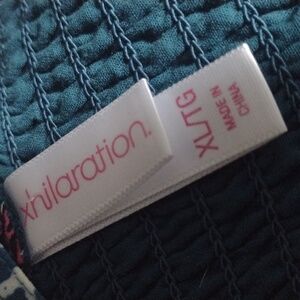 xhilaration.
XL/TG
MADE IN
CHINA